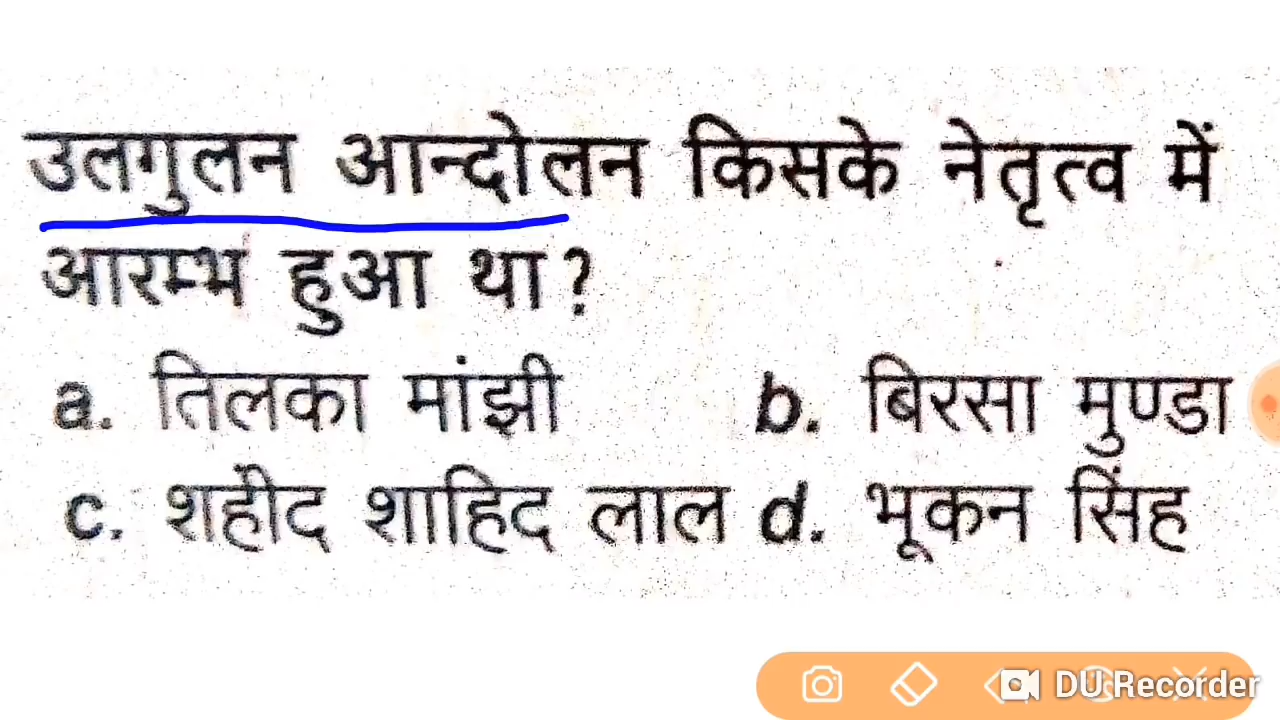 उलगुलन आन्दोलन किसके नेतृत्व में
आरम्भ हुआ था?
a. तिलका मांझी b. बिरसा मुण्डा
c. शहीद शाहिद लाल d. भूकन सिंह
DU Recorder